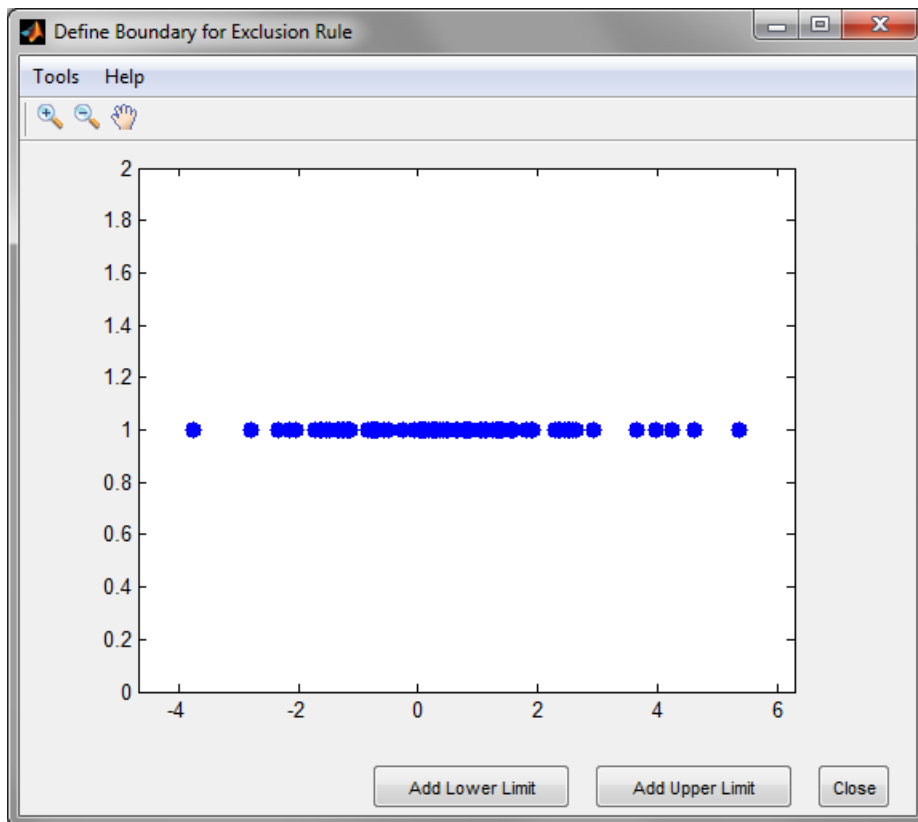 Define Boundary for Exclusion Rule
Tools Help
2
1.8
1.6
1.4
1.2
1
0.8
0.6
0.4
0.2
0
-4 -2 0 2 4 6
Add Lower Limit Add Upper Limit Close